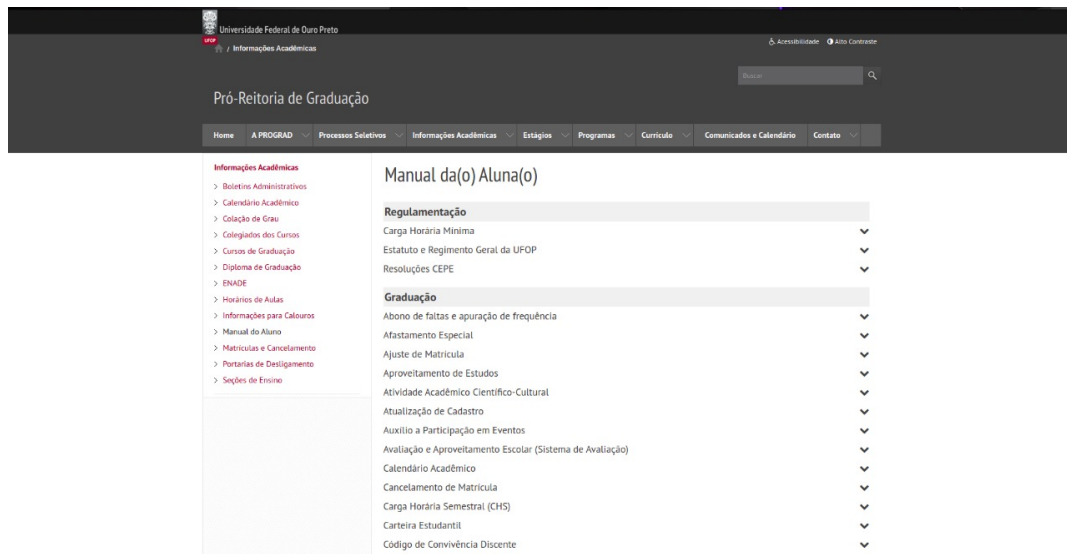 Universidade Federal de Ouro Preto
UFOP
/ Informações Acadêmicas
Acessibilidade Alto Contraste
Buscar
Pró-Reitoria de Graduação
Home A PROGRAD Processos Seletivos Informações Acadêmicas Estágios Programas Currículo Comunicados e Calendário Contato
Informações Acadêmicas
> Boletins Administrativos
> Calendário Acadêmico
> Colação de Grau
> Colegiados dos Cursos
> Cursos de Graduação
> Diploma de Graduação
> ENADE
> Horários de Aulas
> Informações para Calouros
> Manual do Aluno
> Matrículas e Cancelamento
> Portarias de Desligamento
> Seções de Ensino
Manual da(o) Aluna(o)
Regulamentação
Carga Horária Mínima
Estatuto e Regimento Geral da UFOP
Resoluções CEPE
Graduação
Abono de faltas e apuração de frequência
Afastamento Especial
Ajuste de Matrícula
Aproveitamento de Estudos
Atividade Acadêmico Científico-Cultural
Atualização de Cadastro
Auxílio a Participação em Eventos
Avaliação e Aproveitamento Escolar (Sistema de Avaliação)
Calendário Acadêmico
Cancelamento de Matrícula
Carga Horária Semestral (CHS)
Carteira Estudantil
Código de Convivência Discente